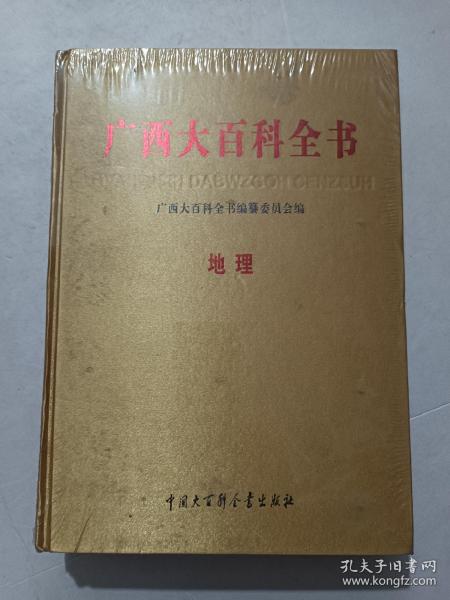 广西大百科全书
DABWZGOH CENZSUH
广西大百科全书编纂委员会编
地理
中国大百科全书出版社
孔夫子旧书网
www.kongfz.com